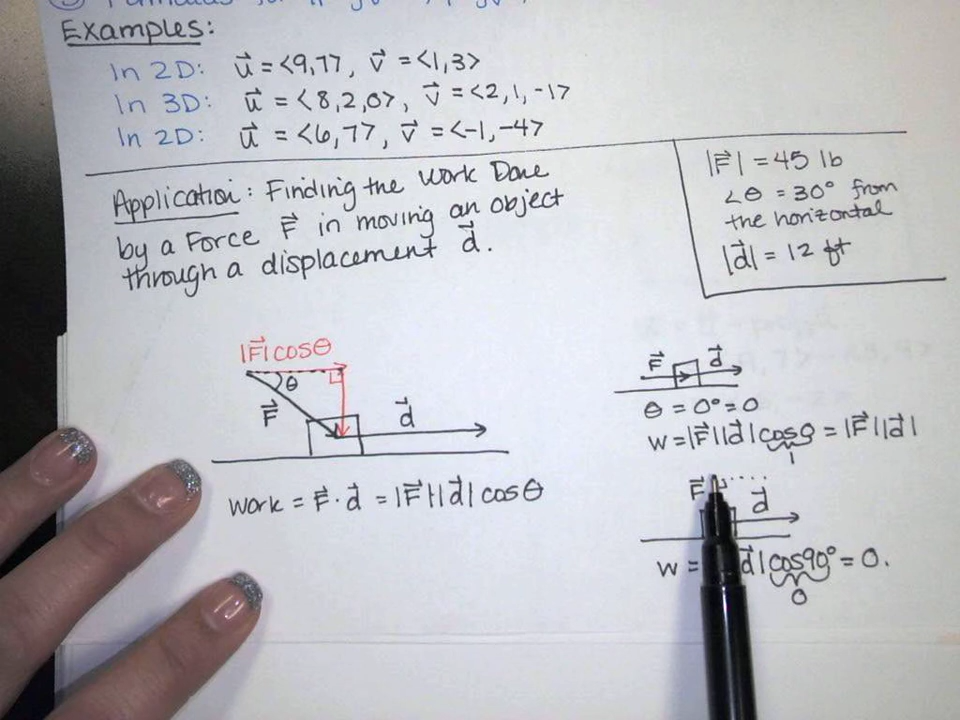 Examples:
In 2D: u⃗ = <9,7>, v⃗ = <1,3>
In 3D: u⃗ = <8,2,0>, v⃗ = <2,1,-1>
In 2D: u⃗ = <6,7>, v⃗ = <-1,-4>
Application: Finding the Work Done
by a Force F⃗ in moving an object
through a displacement d⃗.
|F⃗| = 45 lb
∠θ = 30° from
the horizontal
|d⃗| = 12 ft
|F⃗|cosθ
θ
F⃗
d⃗
Work = F⃗ · d⃗ = |F⃗||d⃗|cosθ
F⃗ d⃗
θ = 0° = 0
W = |F⃗||d⃗|cos0 = |F⃗||d⃗|
1
F⃗
d⃗
W = d⃗|cos90° = 0.
0